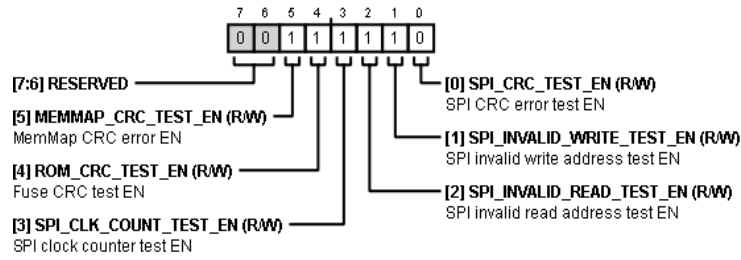 7 6 5 4 3 2 1 0
0 0 1 1 1 1 1 0
[7:6] RESERVED
[0] SPI_CRC_TEST_EN (R/W)
SPI CRC error test EN
[5] MEMMAP_CRC_TEST_EN (R/W)
MemMap CRC error EN
[1] SPI_INVALID_WRITE_TEST_EN (R/W)
SPI invalid write address test EN
[4] ROM_CRC_TEST_EN (R/W)
Fuse CRC test EN
[2] SPI_INVALID_READ_TEST_EN (R/W)
SPI invalid read address test EN
[3] SPI_CLK_COUNT_TEST_EN (R/W)
SPI clock counter test EN